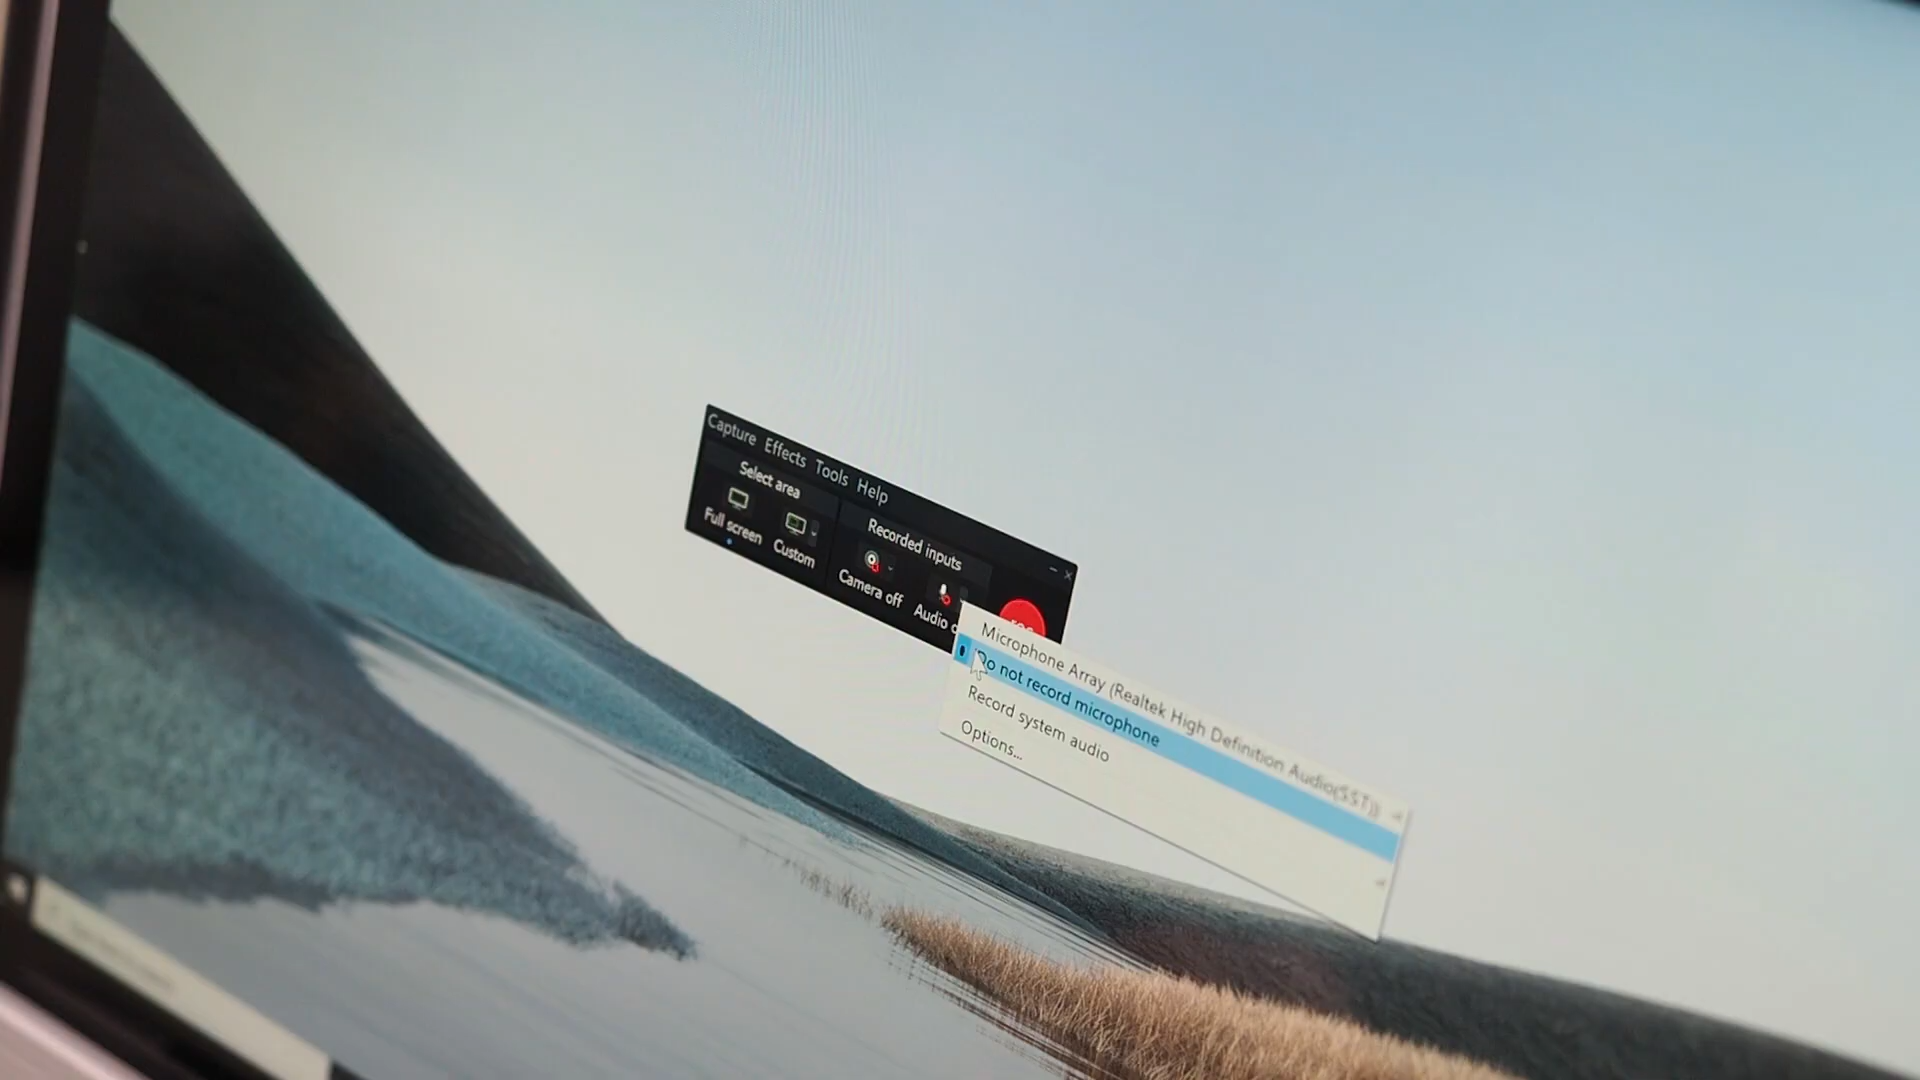 Capture Effects Tools Help
Select area
Full screen
Custom
Recorded inputs
Camera off
Audio
rec
Microphone Array (Realtek High Definition Audio(SST))
Do not record microphone
Record system audio
Options...